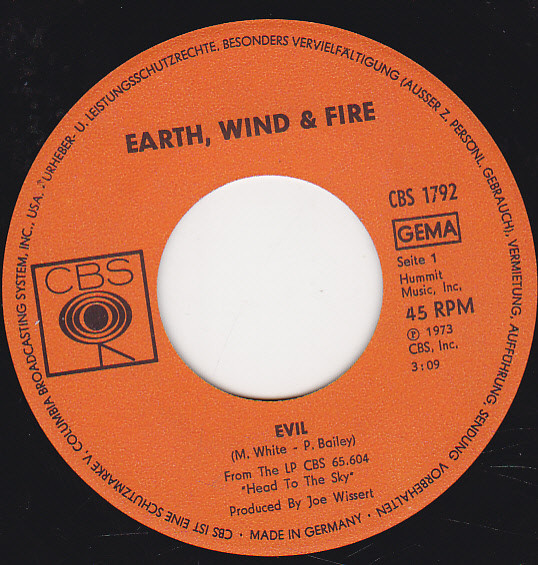 URHEBER- U. LEISTUNGSSCHUTZRECHTE, BESONDERS VERVIELFÄLTIGUNG (AUSSER Z. PERSÖNL. GEBRAUCH), VERMIETUNG, AUFFÜHRUNG, SENDUNG VORBEHALTEN
EARTH, WIND & FIRE
CBS 1792
GEMA
Seite 1
Hummit
Music, Inc.
45 RPM
℗ 1973
CBS, Inc.
3:09
CBS
EVIL
(M. White - P. Bailey)
From The LP CBS 65.604
"Head To The Sky"
Produced By Joe Wissert
CBS IST EINE SCHUTZMARKE V. COLUMBIA BROADCASTING SYSTEM, INC., USA.
MADE IN GERMANY